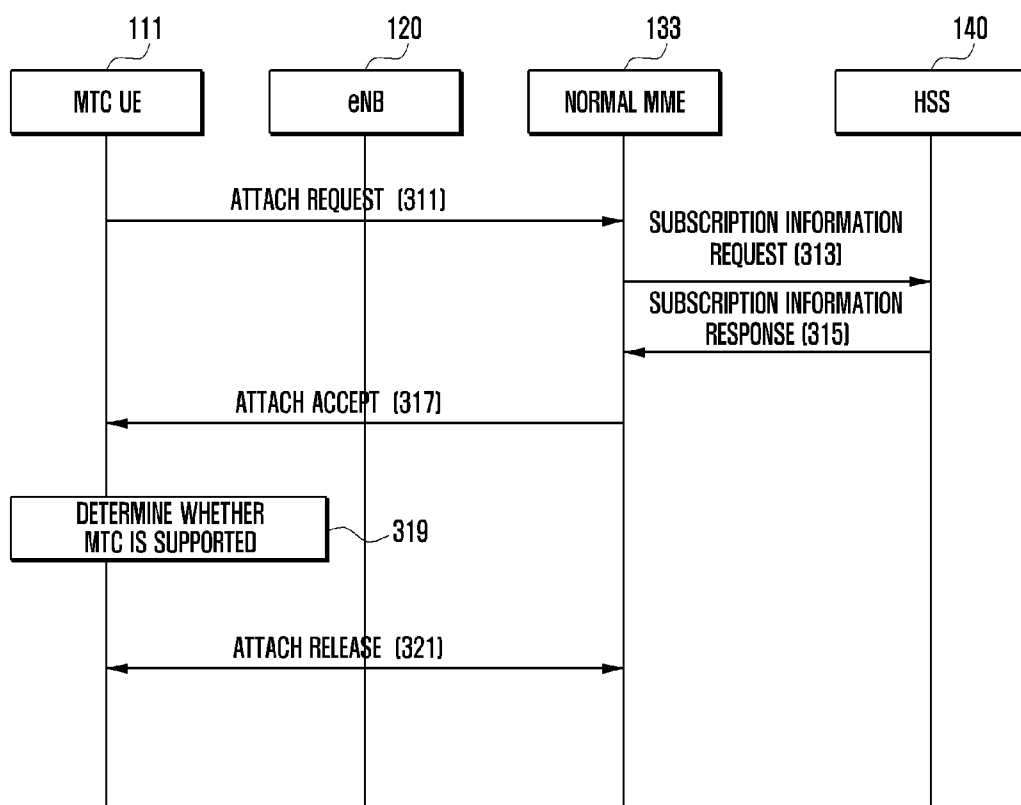 111
120
133
140
MTC UE
eNB
NORMAL MME
HSS
ATTACH REQUEST (311)
SUBSCRIPTION INFORMATION
REQUEST (313)
SUBSCRIPTION INFORMATION
RESPONSE (315)
ATTACH ACCEPT (317)
DETERMINE WHETHER
MTC IS SUPPORTED
319
ATTACH RELEASE (321)